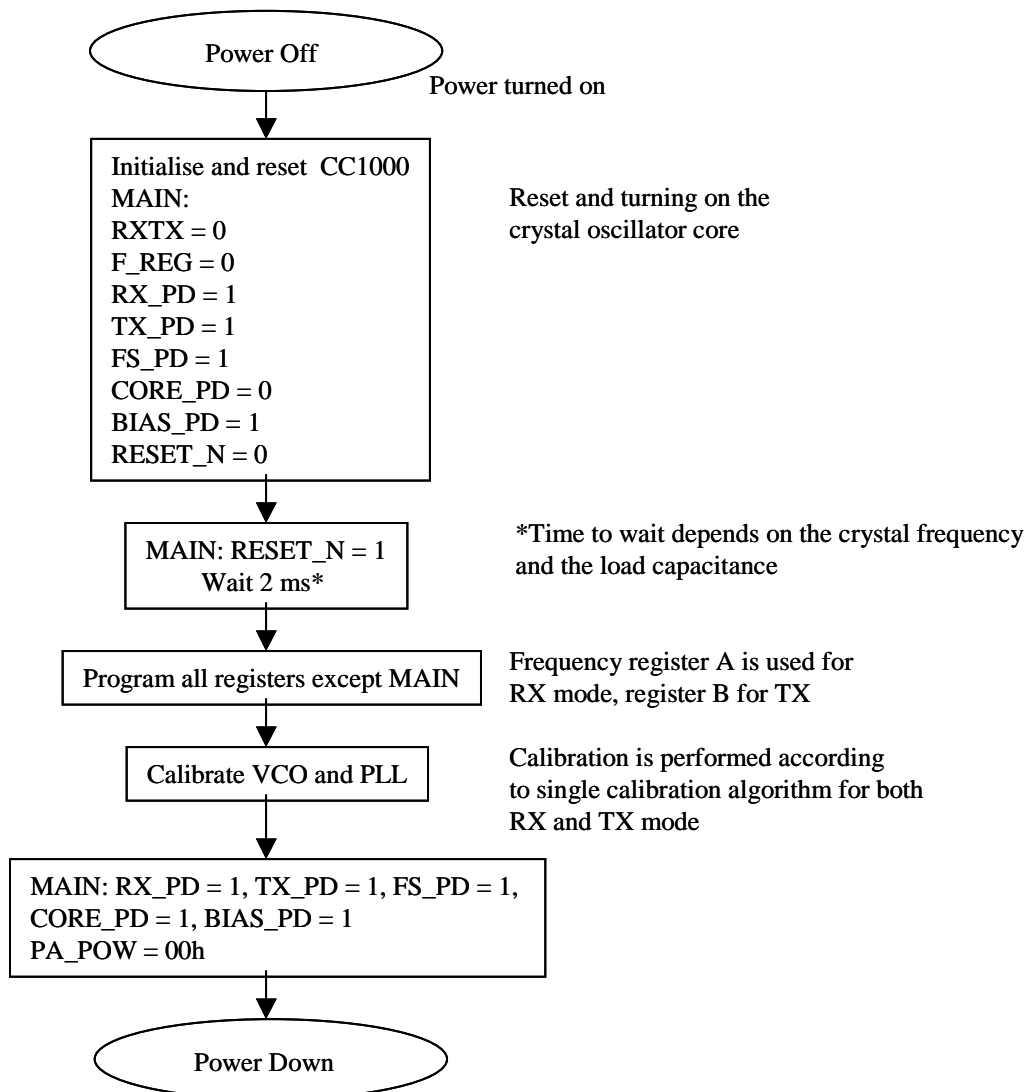 Power Off
Power turned on
Initialise and reset CC1000
MAIN:
RXTX = 0
F_REG = 0
RX_PD = 1
TX_PD = 1
FS_PD = 1
CORE_PD = 0
BIAS_PD = 1
RESET_N = 0
Reset and turning on the
crystal oscillator core
MAIN: RESET_N = 1
Wait 2 ms*
*Time to wait depends on the crystal frequency
and the load capacitance
Program all registers except MAIN
Frequency register A is used for
RX mode, register B for TX
Calibrate VCO and PLL
Calibration is performed according
to single calibration algorithm for both
RX and TX mode
MAIN: RX_PD = 1, TX_PD = 1, FS_PD = 1,
CORE_PD = 1, BIAS_PD = 1
PA_POW = 00h
Power Down